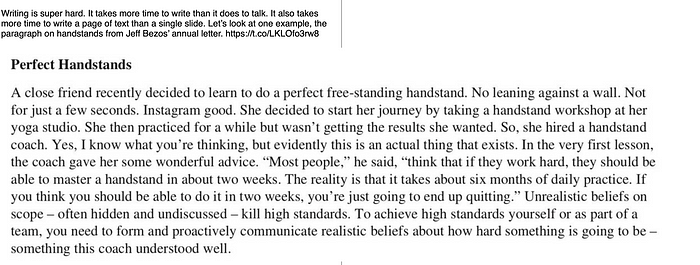 Writing is super hard. It takes more time to write than it does to talk. It also takes
more time to write a page of text than a single slide. Let's look at one example, the
paragraph on handstands from Jeff Bezos' annual letter. https://t.co/LKLOfo3rw8
Perfect Handstands
A close friend recently decided to learn to do a perfect free-standing handstand. No leaning against a wall. Not
for just a few seconds. Instagram good. She decided to start her journey by taking a handstand workshop at her
yoga studio. She then practiced for a while but wasn't getting the results she wanted. So, she hired a handstand
coach. Yes, I know what you're thinking, but evidently this is an actual thing that exists. In the very first lesson,
the coach gave her some wonderful advice. “Most people,” he said, “think that if they work hard, they should be
able to master a handstand in about two weeks. The reality is that it takes about six months of daily practice. If
you think you should be able to do it in two weeks, you're just going to end up quitting.” Unrealistic beliefs on
scope – often hidden and undiscussed – kill high standards. To achieve high standards yourself or as part of a
team, you need to form and proactively communicate realistic beliefs about how hard something is going to be –
something this coach understood well.